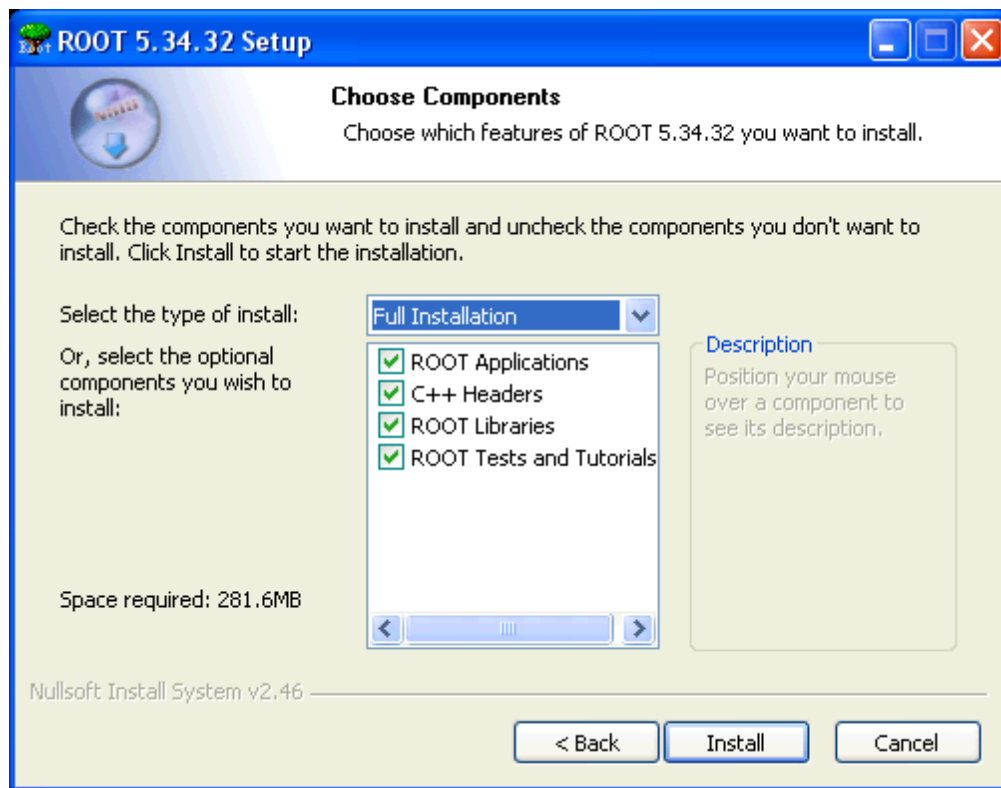 ROOT 5.34.32 Setup
Choose Components
Choose which features of ROOT 5.34.32 you want to install.
Check the components you want to install and uncheck the components you don't want to
install. Click Install to start the installation.
Select the type of install:
Full Installation
Or, select the optional
components you wish to
install:
ROOT Applications
C++ Headers
ROOT Libraries
ROOT Tests and Tutorials
Description
Position your mouse
over a component to
see its description.
Space required: 281.6MB
Nullsoft Install System v2.46
< Back
Install
Cancel